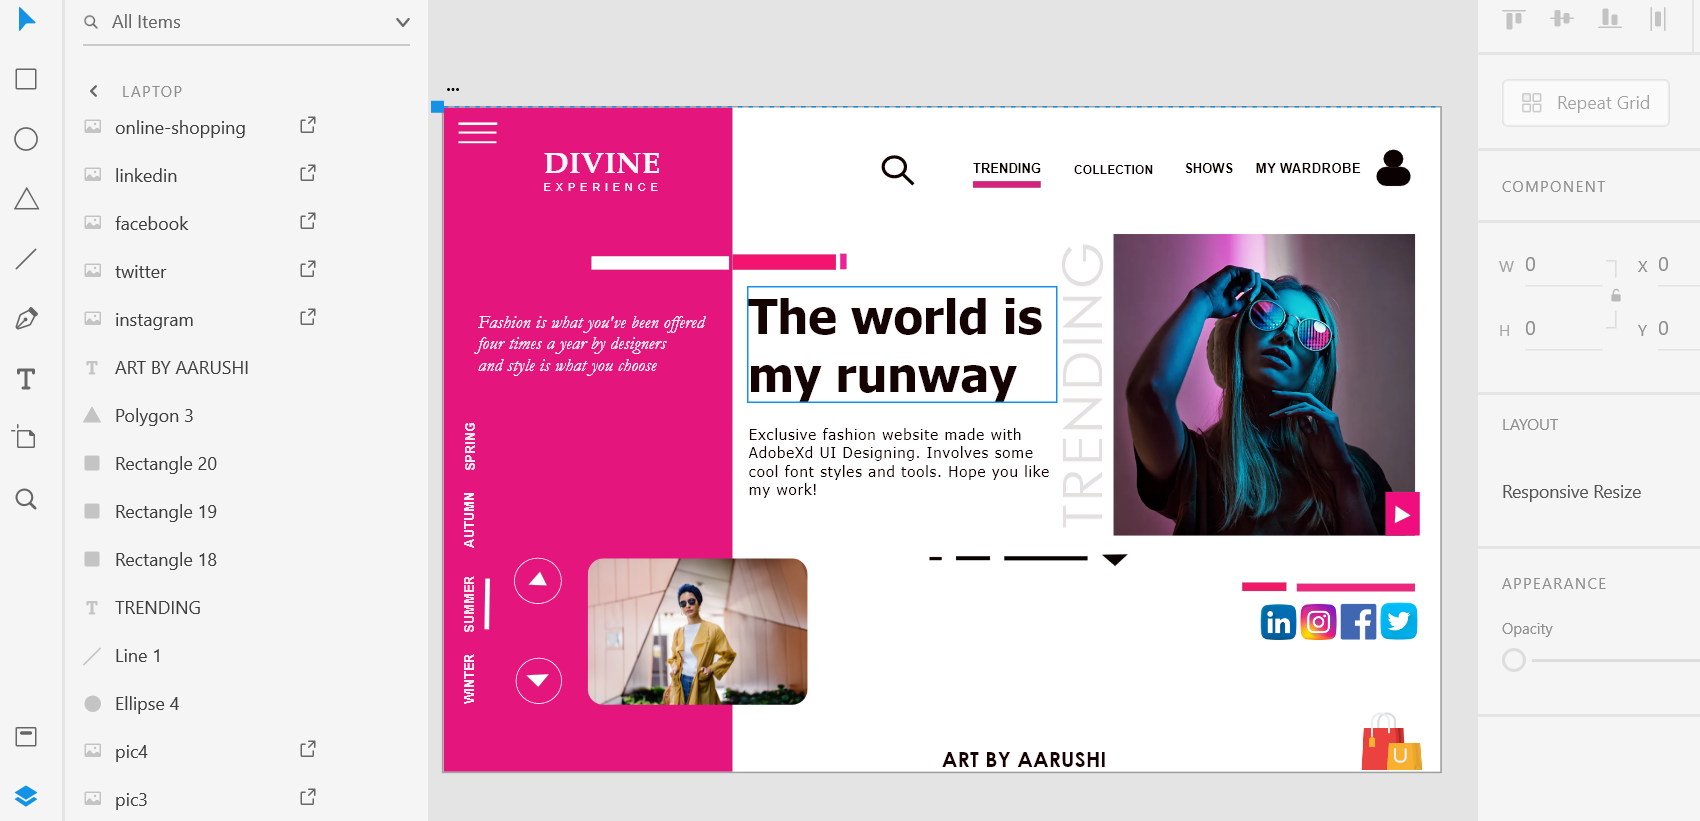 All Items
LAPTOP
online-shopping
linkedin
facebook
twitter
instagram
ART BY AARUSHI
Polygon 3
Rectangle 20
Rectangle 19
Rectangle 18
TRENDING
Line 1
Ellipse 4
pic4
pic3
...
DIVINE
EXPERIENCE
TRENDING COLLECTION SHOWS MY WARDROBE
Fashion is what you've been offered
four times a year by designers
and style is what you choose
SPRING
AUTUMN
SUMMER
WINTER
The world is
my runway
Exclusive fashion website made with
AdobeXd UI Designing. Involves some
cool font styles and tools. Hope you like
my work!
TRENDING
in
f
U
ART BY AARUSHI
Repeat Grid
COMPONENT
W 0 X 0
H 0 Y 0
LAYOUT
Responsive Resize
APPEARANCE
Opacity